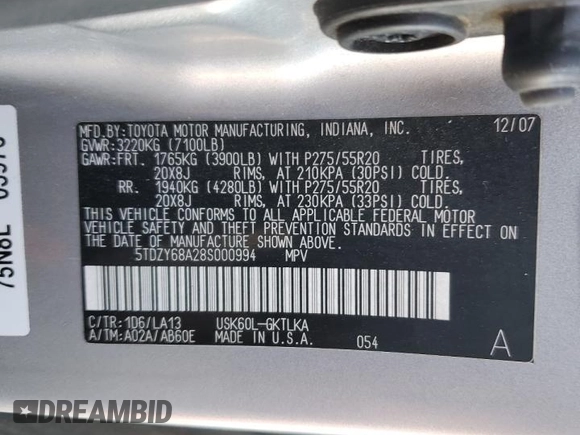 MFD.BY:TOYOTA MOTOR MANUFACTURING, INDIANA, INC. 12/07
GVWR:3220KG (7100LB)
GAWR:FRT. 1765KG (3900LB) WITH P275/55R20 TIRES,
20X8J RIMS, AT 210KPA (30PSI) COLD.
RR. 1940KG (4280LB) WITH P275/55R20 TIRES,
20X8J RIMS, AT 230KPA (33PSI) COLD.
THIS VEHICLE CONFORMS TO ALL APPLICABLE FEDERAL MOTOR
VEHICLE SAFETY AND THEFT PREVENTION STANDARDS IN EFFECT ON
THE DATE OF MANUFACTURE SHOWN ABOVE.
5TDZY68A28S000994 MPV
C/TR:1D6/LA13 USK60L-GKTLKA
A/TM:A02A/AB60E MADE IN U.S.A. 054 A
DREAMBID